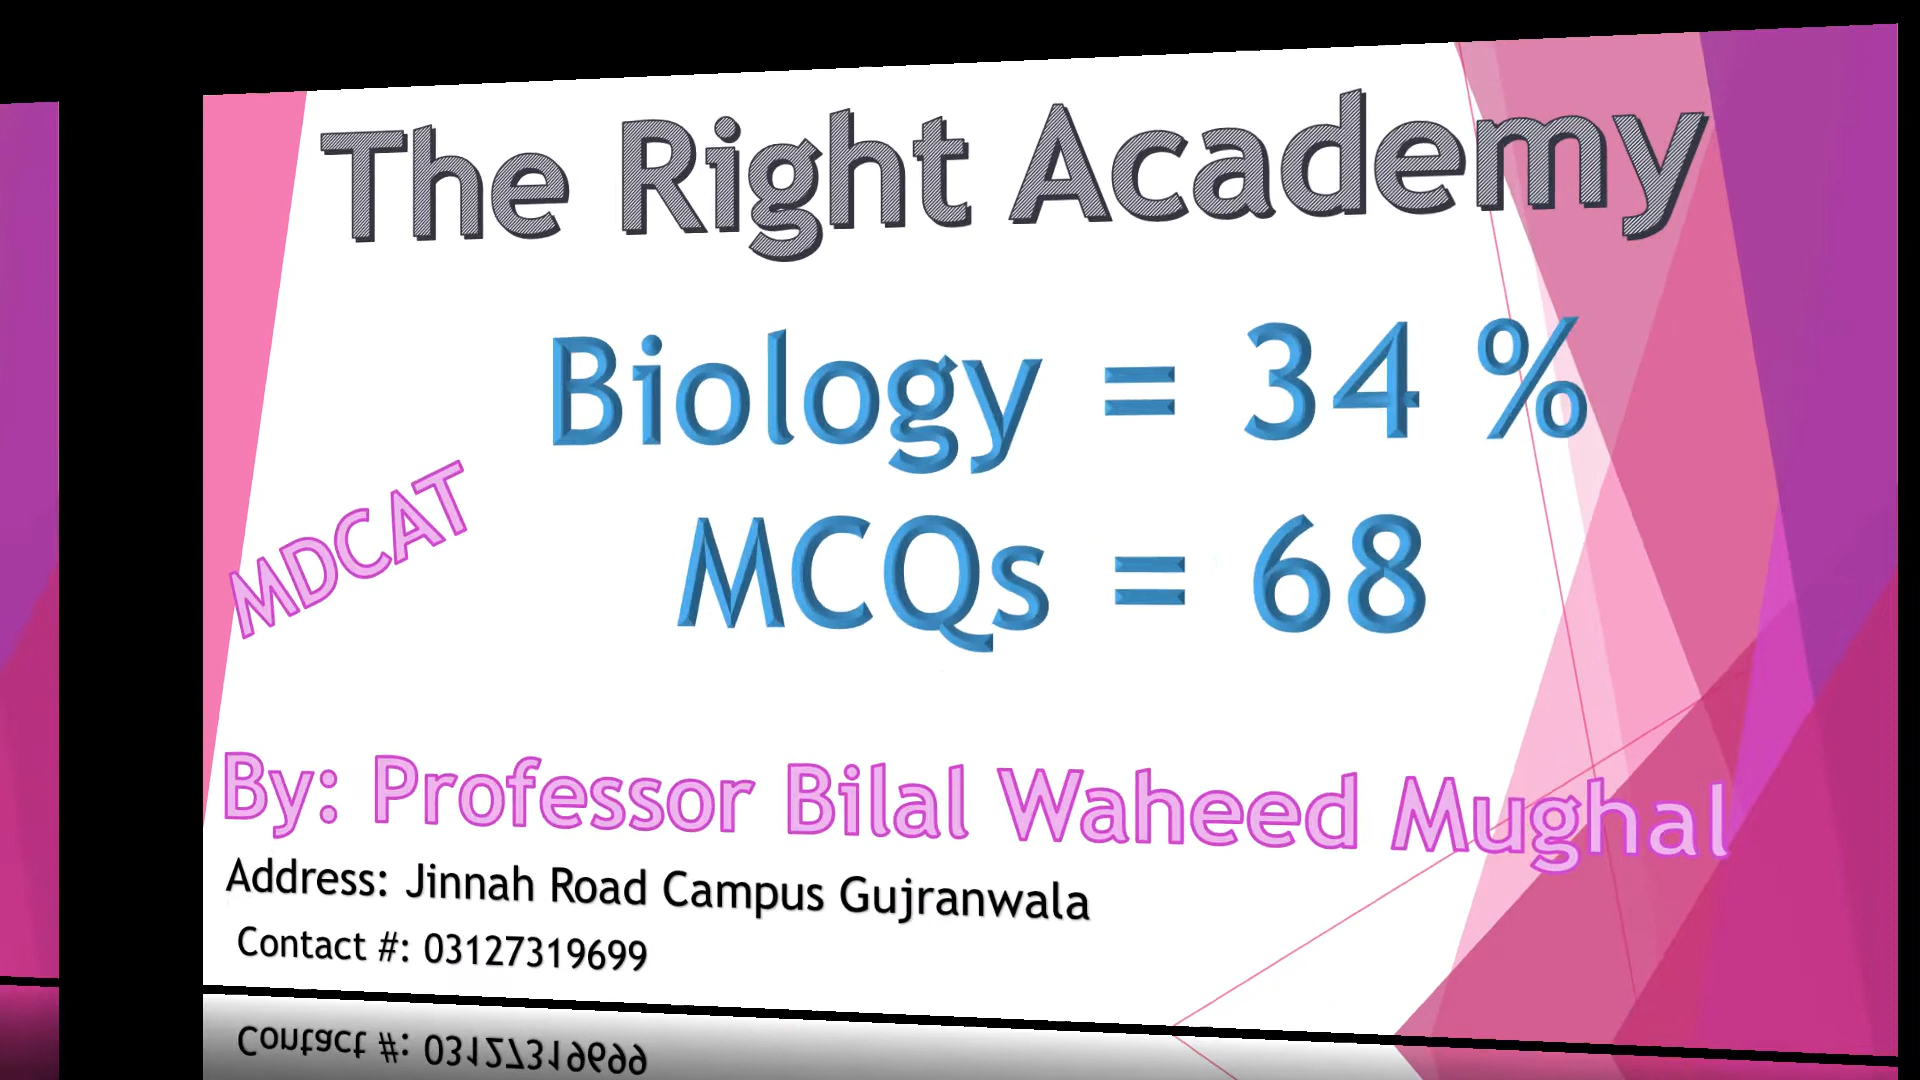 The Right Academy
Biology = 34 %
MCQs = 68
MDCAT
By: Professor Bilal Waheed Mughal
Address: Jinnah Road Campus Gujranwala
Contact #: 03127319699
Contact #: 03127319699